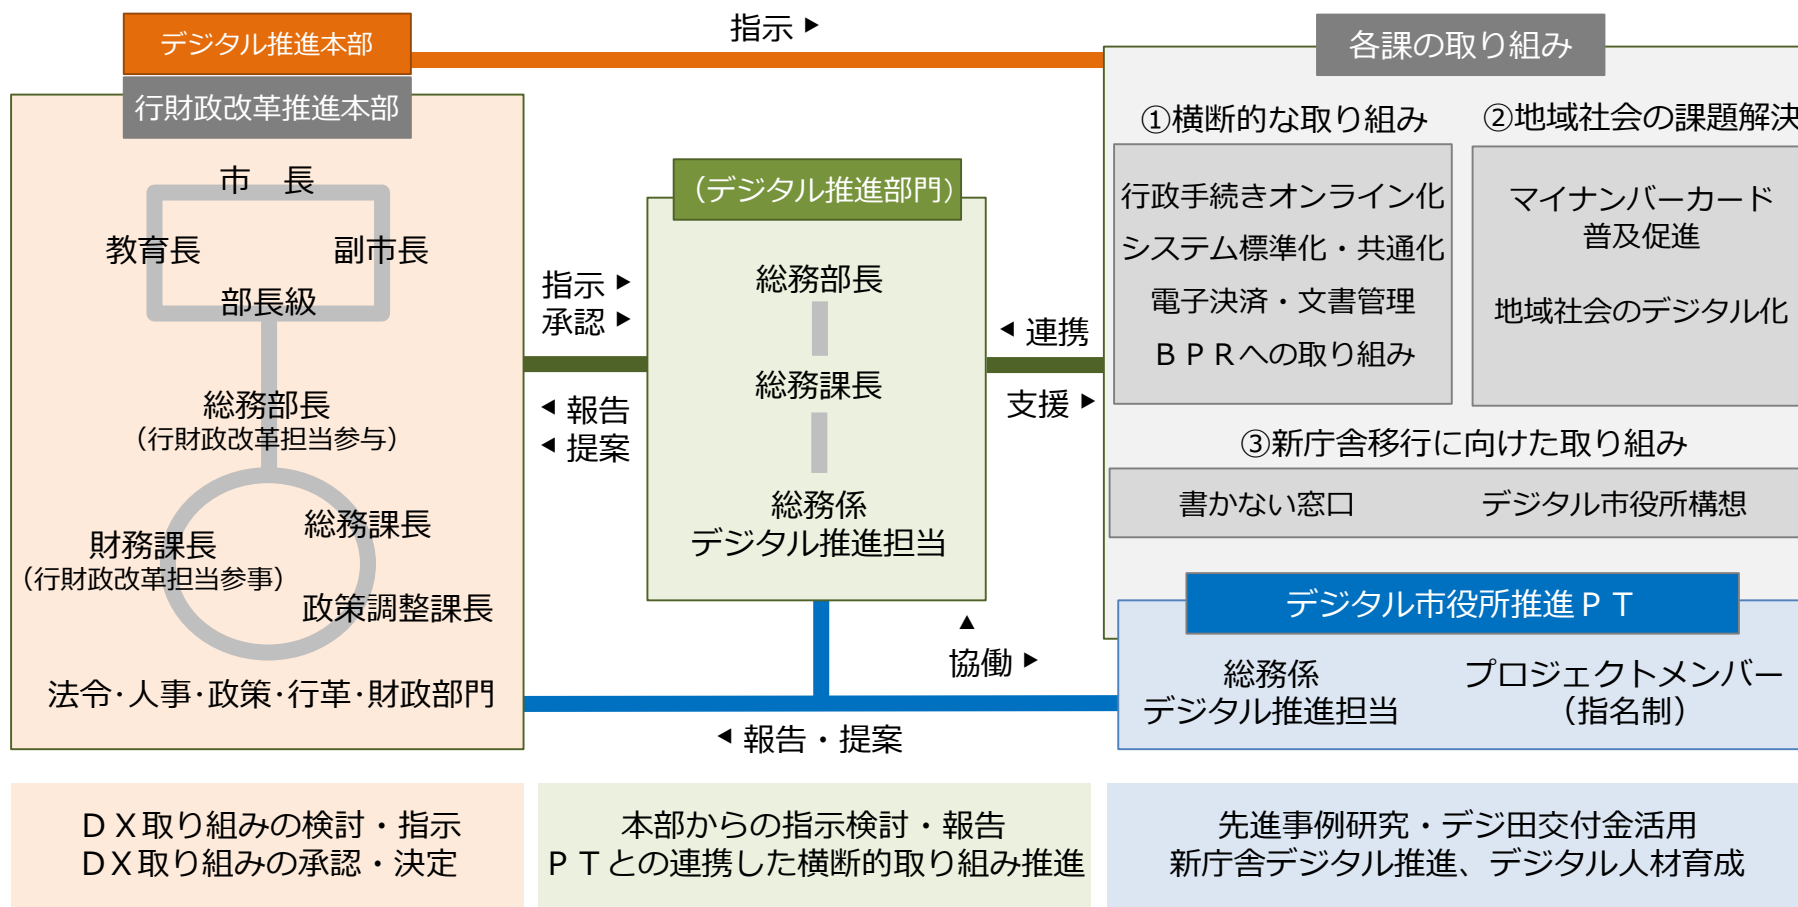 デジタル推進本部
指示 ▶
各課の取り組み
行財政改革推進本部
市　長
教育長
副市長
部長級
総務部長
（行財政改革担当参与）
総務課長
財務課長
（行財政改革担当参事）
政策調整課長
法令・人事・政策・行革・財政部門
指示 ▶
承認 ▶
◀ 報告
◀ 提案
（デジタル推進部門）
総務部長
総務課長
総務係
デジタル推進担当
◀ 連携
支援 ▶
①横断的な取り組み
行政手続きオンライン化
システム標準化・共通化
電子決済・文書管理
ＢＰＲへの取り組み
②地域社会の課題解決
マイナンバーカード
普及促進
地域社会のデジタル化
③新庁舎移行に向けた取り組み
書かない窓口
デジタル市役所構想
▲
協働 ▶
デジタル市役所推進ＰＴ
総務係
デジタル推進担当
プロジェクトメンバー
（指名制）
◀ 報告・提案
ＤＸ取り組みの検討・指示
ＤＸ取り組みの承認・決定
本部からの指示検討・報告
ＰＴとの連携した横断的取り組み推進
先進事例研究・デジ田交付金活用
新庁舎デジタル推進、デジタル人材育成